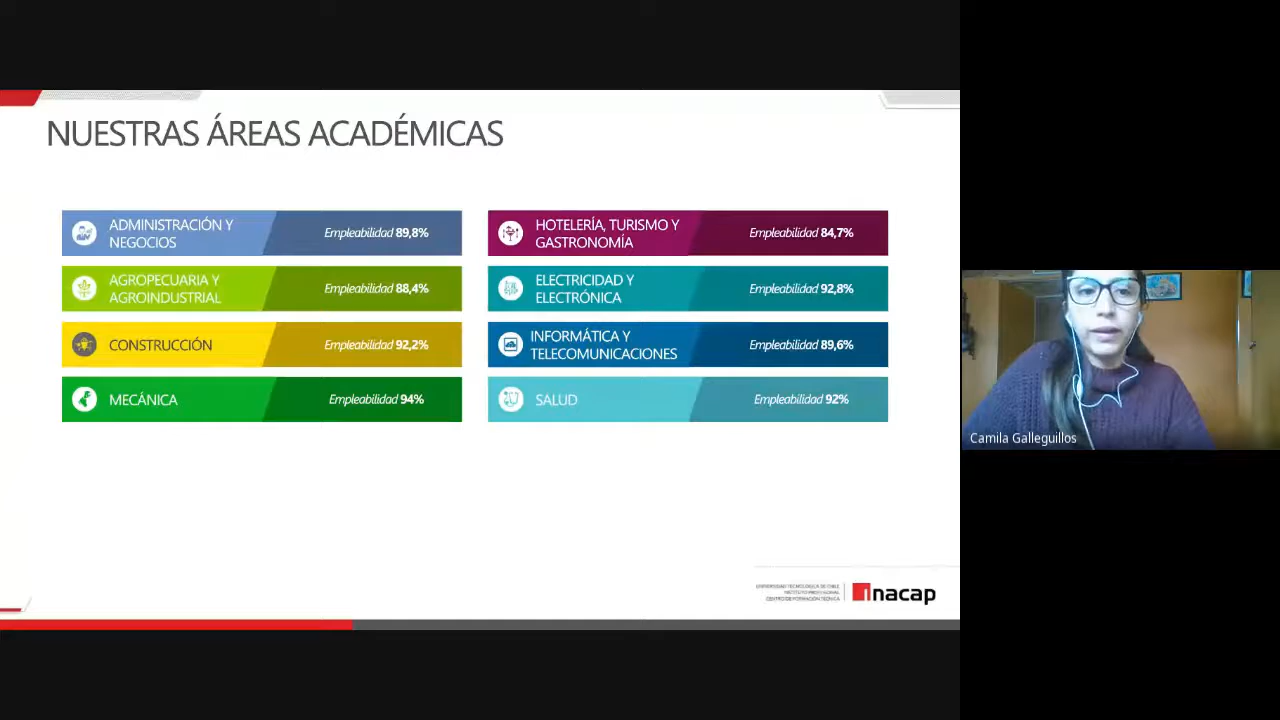 NUESTRAS ÁREAS ACADÉMICAS
ADMINISTRACIÓN Y
NEGOCIOS
Empleabilidad 89,8%
HOTELERÍA, TURISMO Y
GASTRONOMÍA
Empleabilidad 84,7%
AGROPECUARIA Y
AGROINDUSTRIAL
Empleabilidad 88,4%
ELECTRICIDAD Y
ELECTRÓNICA
Empleabilidad 92,8%
CONSTRUCCIÓN
Empleabilidad 92,2%
INFORMÁTICA Y
TELECOMUNICACIONES
Empleabilidad 89,6%
MECÁNICA
Empleabilidad 94%
SALUD
Empleabilidad 92%
Camila Galleguillos
UNIVERSIDAD TECNOLÓGICA DE CHILE
INSTITUTO PROFESIONAL
CENTRO DE FORMACIÓN TÉCNICA
inacap